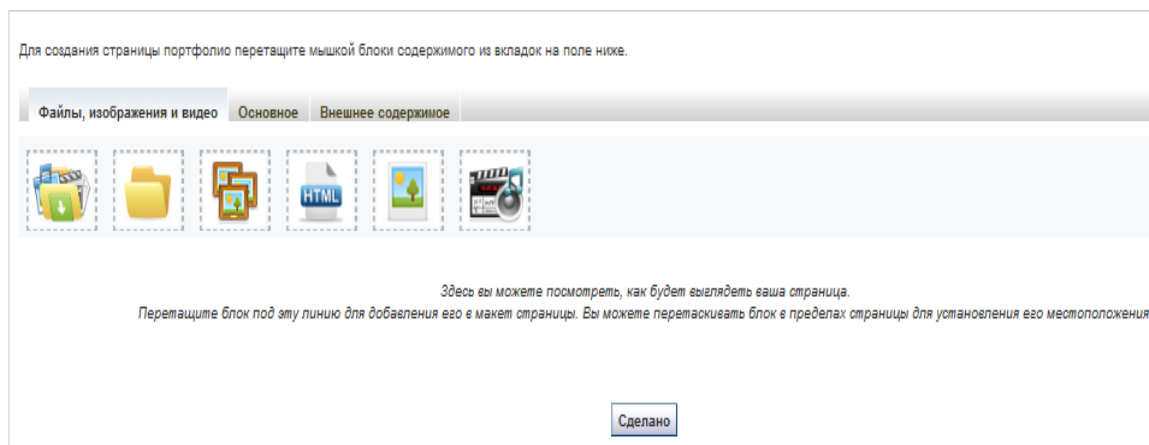 Для создания страницы портфолио перетащите мышкой блоки содержимого из вкладок на поле ниже.
Файлы, изображения и видео Основное Внешнее содержимое
HTML
Здесь вы можете посмотреть, как будет выглядеть ваша страница.
Перетащите блок под эту линию для добавления его в макет страницы. Вы можете перетаскивать блок в пределах страницы для установления его местоположения
Сделано